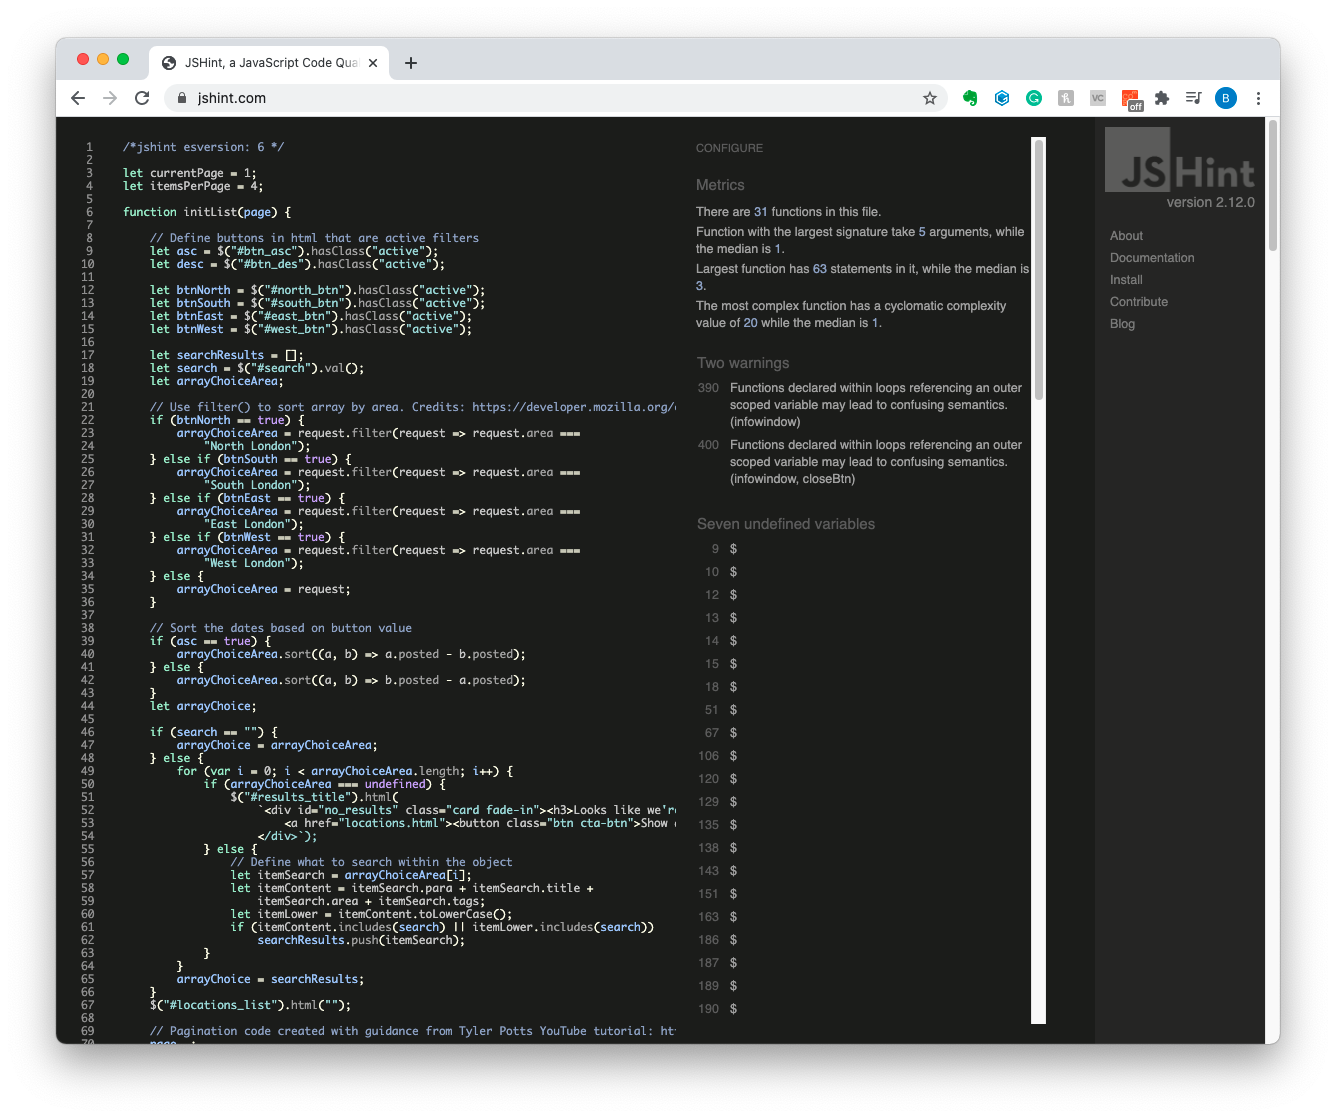 JSHint, a JavaScript Code Qua
jshint.com
off
B
1 /*jshint esversion: 6 */
2
3 let currentPage = 1;
4 let itemsPerPage = 4;
5
6 function initList(page) {
7
8 // Define buttons in html that are active filters
9 let asc = $("#btn_asc").hasClass("active");
10 let desc = $("#btn_des").hasClass("active");
11
12 let btnNorth = $("#north_btn").hasClass("active");
13 let btnSouth = $("#south_btn").hasClass("active");
14 let btnEast = $("#east_btn").hasClass("active");
15 let btnWest = $("#west_btn").hasClass("active");
16
17 let searchResults = [];
18 let search = $("#search").val();
19 let arrayChoiceArea;
20
21 // Use filter() to sort array by area. Credits: https://developer.mozilla.org/
22 if (btnNorth == true) {
23 arrayChoiceArea = request.filter(request => request.area ===
24 "North London");
25 } else if (btnSouth == true) {
26 arrayChoiceArea = request.filter(request => request.area ===
27 "South London");
28 } else if (btnEast == true) {
29 arrayChoiceArea = request.filter(request => request.area ===
30 "East London");
31 } else if (btnWest == true) {
32 arrayChoiceArea = request.filter(request => request.area ===
33 "West London");
34 } else {
35 arrayChoiceArea = request;
36 }
37
38 // Sort the dates based on button value
39 if (asc == true) {
40 arrayChoiceArea.sort((a, b) => a.posted - b.posted);
41 } else {
42 arrayChoiceArea.sort((a, b) => b.posted - a.posted);
43 }
44 let arrayChoice;
45
46 if (search == "") {
47 arrayChoice = arrayChoiceArea;
48 } else {
49 for (var i = 0; i < arrayChoiceArea.length; i++) {
50 if (arrayChoiceArea === undefined) {
51 $("#results_title").html(
52 `<div id="no_results" class="card fade-in"><h3>Looks like we'r
53 <a href="locations.html"><button class="btn cta-btn">Show
54 </div>`);
55 } else {
56 // Define what to search within the object
57 let itemSearch = arrayChoiceArea[i];
58 let itemContent = itemSearch.para + itemSearch.title +
59 itemSearch.area + itemSearch.tags;
60 let itemLower = itemContent.toLowerCase();
61 if (itemContent.includes(search) || itemLower.includes(search))
62 searchResults.push(itemSearch);
63 }
64 }
65 arrayChoice = searchResults;
66 }
67 $("#locations_list").html("");
68
69 // Pagination code created with guidance from Tyler Potts YouTube tutorial: ht
70
CONFIGURE
Metrics
There are 31 functions in this file.
Function with the largest signature take 5 arguments, while
the median is 1.
Largest function has 63 statements in it, while the median is
3.
The most complex function has a cyclomatic complexity
value of 20 while the median is 1.
Two warnings
390 Functions declared within loops referencing an outer
scoped variable may lead to confusing semantics.
(infowindow)
400 Functions declared within loops referencing an outer
scoped variable may lead to confusing semantics.
(infowindow, closeBtn)
Seven undefined variables
9 $
10 $
12 $
13 $
14 $
15 $
18 $
51 $
67 $
106 $
120 $
129 $
135 $
138 $
143 $
151 $
163 $
186 $
187 $
189 $
190 $
JSHint
version 2.12.0
About
Documentation
Install
Contribute
Blog